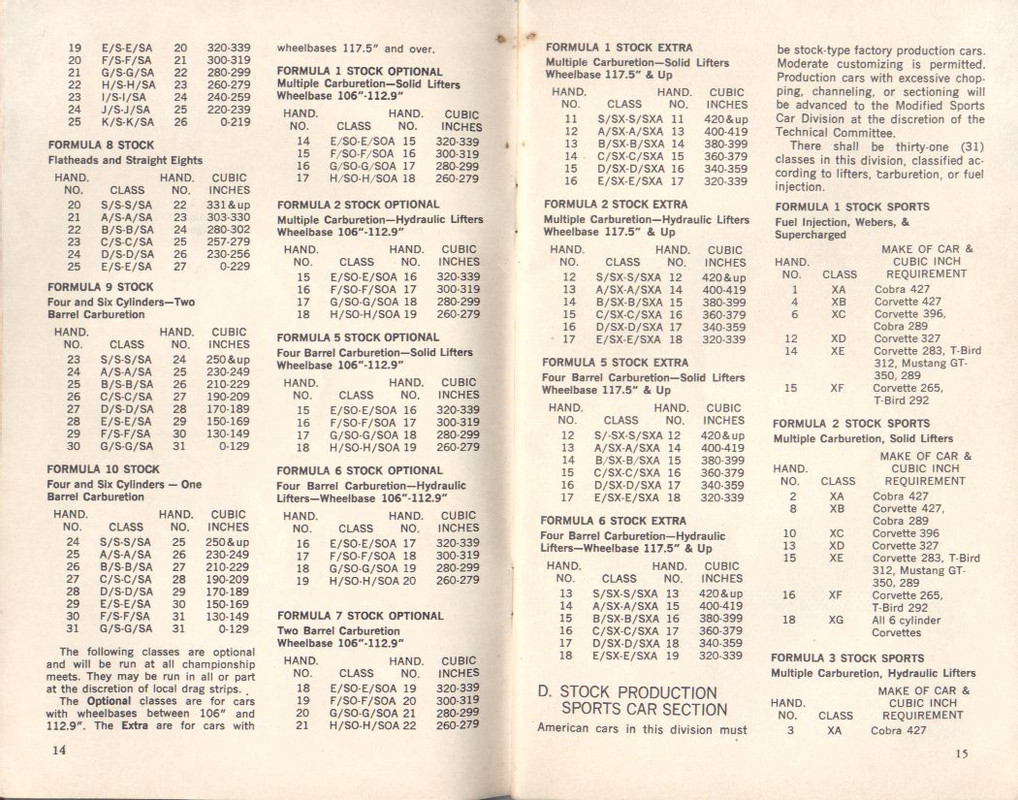 19 E/S-E/SA 20 320-339
20 F/S-F/SA 21 300-319
21 G/S-G/SA 22 280-299
22 H/S-H/SA 23 260-279
23 I/S-I/SA 24 240-259
24 J/S-J/SA 25 220-239
25 K/S-K/SA 26 0-219
FORMULA 8 STOCK
Flatheads and Straight Eights
HAND. HAND. CUBIC
NO. CLASS NO. INCHES
20 S/S-S/SA 22 331&up
21 A/S-A/SA 23 303-330
22 B/S-B/SA 24 280-302
23 C/S-C/SA 25 257-279
24 D/S-D/SA 26 230-256
25 E/S-E/SA 27 0-229
FORMULA 9 STOCK
Four and Six Cylinders—Two
Barrel Carburetion
HAND. HAND. CUBIC
NO. CLASS NO. INCHES
23 S/S-S/SA 24 250&up
24 A/S-A/SA 25 230-249
25 B/S-B/SA 26 210-229
26 C/S-C/SA 27 190-209
27 D/S-D/SA 28 170-189
28 E/S-E/SA 29 150-169
29 F/S-F/SA 30 130-149
30 G/S-G/SA 31 0-129
FORMULA 10 STOCK
Four and Six Cylinders — One
Barrel Carburetion
HAND. HAND. CUBIC
NO. CLASS NO. INCHES
24 S/S-S/SA 25 250&up
25 A/S-A/SA 26 230-249
26 B/S-B/SA 27 210-229
27 C/S-C/SA 28 190-209
28 D/S-D/SA 29 170-189
29 E/S-E/SA 30 150-169
30 F/S-F/SA 31 130-149
31 G/S-G/SA 31 0-129
The following classes are optional
and will be run at all championship
meets. They may be run in all or part
at the discretion of local drag strips.
The Optional classes are for cars
with wheelbases between 106" and
112.9". The Extra are for cars with
14
wheelbases 117.5" and over.
FORMULA 1 STOCK OPTIONAL
Multiple Carburetion—Solid Lifters
Wheelbase 106"-112.9"
HAND. HAND. CUBIC
NO. CLASS NO. INCHES
14 E/SO-E/SOA 15 320-339
15 F/SO-F/SOA 16 300-319
16 G/SO-G/SOA 17 280-299
17 H/SO-H/SOA 18 260-279
FORMULA 2 STOCK OPTIONAL
Multiple Carburetion—Hydraulic Lifters
Wheelbase 106"-112.9"
HAND. HAND. CUBIC
NO. CLASS NO. INCHES
15 E/SO-E/SOA 16 320-339
16 F/SO-F/SOA 17 300-319
17 G/SO-G/SOA 18 280-299
18 H/SO-H/SOA 19 260-279
FORMULA 5 STOCK OPTIONAL
Four Barrel Carburetion—Solid Lifters
Wheelbase 106"-112.9"
HAND. HAND. CUBIC
NO. CLASS NO. INCHES
15 E/SO-E/SOA 16 320-339
16 F/SO-F/SOA 17 300-319
17 G/SO-G/SOA 18 280-299
18 H/SO-H/SOA 19 260-279
FORMULA 6 STOCK OPTIONAL
Four Barrel Carburetion—Hydraulic
Lifters—Wheelbase 106"-112.9"
HAND. HAND. CUBIC
NO. CLASS NO. INCHES
16 E/SO-E/SOA 17 320-339
17 F/SO-F/SOA 18 300-319
18 G/SO-G/SOA 19 280-299
19 H/SO-H/SOA 20 260-279
FORMULA 7 STOCK OPTIONAL
Two Barrel Carburetion
Wheelbase 106"-112.9"
HAND. HAND. CUBIC
NO. CLASS NO. INCHES
18 E/SO-E/SOA 19 320-339
19 F/SO-F/SOA 20 300-319
20 G/SO-G/SOA 21 280-299
21 H/SO-H/SOA 22 260-279
FORMULA 1 STOCK EXTRA
Multiple Carburetion—Solid Lifters
Wheelbase 117.5" & Up
HAND. HAND. CUBIC
NO. CLASS NO. INCHES
11 S/SX-S/SXA 11 420&up
12 A/SX-A/SXA 13 400-419
13 B/SX-B/SXA 14 380-399
14 C/SX-C/SXA 15 360-379
15 D/SX-D/SXA 16 340-359
16 E/SX-E/SXA 17 320-339
FORMULA 2 STOCK EXTRA
Multiple Carburetion—Hydraulic Lifters
Wheelbase 117.5" & Up
HAND. HAND. CUBIC
NO. CLASS NO. INCHES
12 S/SX-S/SXA 12 420&up
13 A/SX-A/SXA 14 400-419
14 B/SX-B/SXA 15 380-399
15 C/SX-C/SXA 16 360-379
16 D/SX-D/SXA 17 340-359
17 E/SX-E/SXA 18 320-339
FORMULA 5 STOCK EXTRA
Four Barrel Carburetion—Solid Lifters
Wheelbase 117.5" & Up
HAND. HAND. CUBIC
NO. CLASS NO. INCHES
12 S/-SX-S/SXA 12 420&up
13 A/SX-A/SXA 14 400-419
14 B/SX-B/SXA 15 380-399
15 C/SX-C/SXA 16 360-379
16 D/SX-D/SXA 17 340-359
17 E/SX-E/SXA 18 320-339
FORMULA 6 STOCK EXTRA
Four Barrel Carburetion—Hydraulic
Lifters—Wheelbase 117.5" & Up
HAND. HAND. CUBIC
NO. CLASS NO. INCHES
13 S/SX-S/SXA 13 420&up
14 A/SX-A/SXA 15 400-419
15 B/SX-B/SXA 16 380-399
16 C/SX-C/SXA 17 360-379
17 D/SX-D/SXA 18 340-359
18 E/SX-E/SXA 19 320-339
D. STOCK PRODUCTION
SPORTS CAR SECTION
American cars in this division must
be stock-type factory production cars.
Moderate customizing is permitted.
Production cars with excessive chop-
ping, channeling, or sectioning will
be advanced to the Modified Sports
Car Division at the discretion of the
Technical Committee.
There shall be thirty-one (31)
classes in this division, classified ac-
cording to lifters, carburetion, or fuel
injection.
FORMULA 1 STOCK SPORTS
Fuel Injection, Webers, &
Supercharged
MAKE OF CAR &
HAND. CUBIC INCH
NO. CLASS REQUIREMENT
1 XA Cobra 427
4 XB Corvette 427
6 XC Corvette 396,
Cobra 289
12 XD Corvette 327
14 XE Corvette 283, T-Bird
312, Mustang GT-
350, 289
15 XF Corvette 265,
T-Bird 292
FORMULA 2 STOCK SPORTS
Multiple Carburetion, Solid Lifters
MAKE OF CAR &
HAND. CUBIC INCH
NO. CLASS REQUIREMENT
2 XA Cobra 427
8 XB Corvette 427,
Cobra 289
10 XC Corvette 396
13 XD Corvette 327
15 XE Corvette 283, T-Bird
312, Mustang GT-
350, 289
16 XF Corvette 265,
T-Bird 292
18 XG All 6 cylinder
Corvettes
FORMULA 3 STOCK SPORTS
Multiple Carburetion, Hydraulic Lifters
MAKE OF CAR &
HAND. CUBIC INCH
NO. CLASS REQUIREMENT
3 XA Cobra 427
15